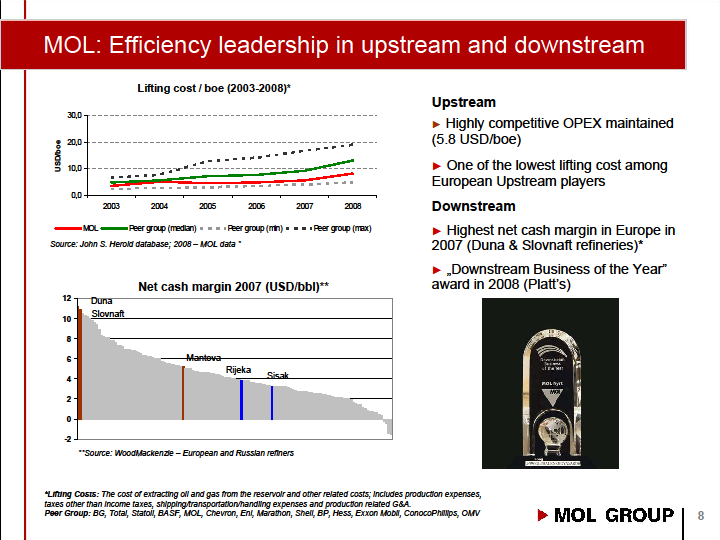 MOL: Efficiency leadership in upstream and downstream
Lifting cost / boe (2003-2008)*
USD/boe
30,0
20,0
10,0
0,0
2003 2004 2005 2006 2007 2008
MOL Peer group (median) Peer group (min) Peer group (max)
Source: John S. Herold database; 2008 – MOL data *
Net cash margin 2007 (USD/bbl)**
12
10
8
6
4
2
0
-2
Duna
Slovnaft
Mantova
Rijeka
Sisak
**Source: WoodMackenzie – European and Russian refiners
Upstream
► Highly competitive OPEX maintained
(5.8 USD/boe)
► One of the lowest lifting cost among
European Upstream players
Downstream
► Highest net cash margin in Europe in
2007 (Duna & Slovnaft refineries)*
► „Downstream Business of the Year”
award in 2008 (Platt’s)
Downstream
Business
of the Year
MOL Nyrt
MOL
*Lifting Costs: The cost of extracting oil and gas from the reservoir and other related costs; includes production expenses,
taxes other than income taxes, shipping/transportation/handling expenses and production related G&A.
Peer Group: BG, Total, Statoil, BASF, MOL, Chevron, Eni, Marathon, Shell, BP, Hess, Exxon Mobil, ConocoPhillips, OMV
MOL GROUP
8